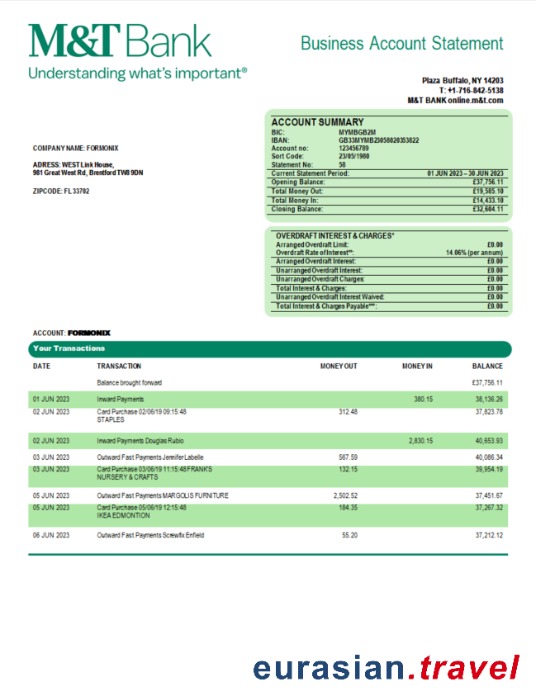 M&T Bank
Understanding what's important®
Business Account Statement
Plaza Buffalo, NY 14203
T: +1-716-842-5138
M&T BANK online.m&t.com
ACCOUNT SUMMARY
BIC: MYMBGB2M
IBAN: GB33MYMB23058020353822
Account no: 123456789
Sort Code: 23/05/1980
Statement No: 58
Current Statement Period: 01 JUN 2023 – 30 JUN 2023
Opening Balance: £37,756.11
Total Money Out: £19,585.10
Total Money In: £14,433.10
Closing Balance: £32,604.11
COMPANY NAME: FORMONIX
ADRESS: WEST Link House,
981 Great West Rd, Brentford TW8 9DN
ZIPCODE: FL 33702
OVERDRAFT INTEREST & CHARGES*
Arranged Overdraft Limit: £0.00
Overdraft Rate of Interest**: 14.06% (per annum)
Arranged Overdraft Interest: £0.00
Unarranged Overdraft Interest: £0.00
Unarranged Overdraft Charges: £0.00
Total Interest & Charges: £0.00
Unarranged Overdraft Interest Waived: £0.00
Total Interest & Charges Payable***: £0.00
ACCOUNT: FORMONIX
Your Transactions
DATE TRANSACTION MONEY OUT MONEY IN BALANCE
Balance brought forward £37,756.11
01 JUN 2023 Inward Payments 380.15 38,136.26
02 JUN 2023 Card Purchase 02/06/19 09:15:48 312.48 37,823.78
STAPLES
02 JUN 2023 Inward Payments Douglas Rubio 2,830.15 40,653.93
03 JUN 2023 Outward Fast Payments Jennifer Labelle 567.59 40,086.34
03 JUN 2023 Card Purchase 03/06/19 11:15:48 FRANKS 132.15 39,954.19
NURSERY & CRAFTS
05 JUN 2023 Outward Fast Payments MARGOLIS FURNITURE 2,502.52 37,451.67
05 JUN 2023 Card Purchase 05/06/19 12:15:48 184.35 37,267.32
IKEA EDMONTION
06 JUN 2023 Outward Fast Payments Screwfix Enfield 55.20 37,212.12
eurasian.travel